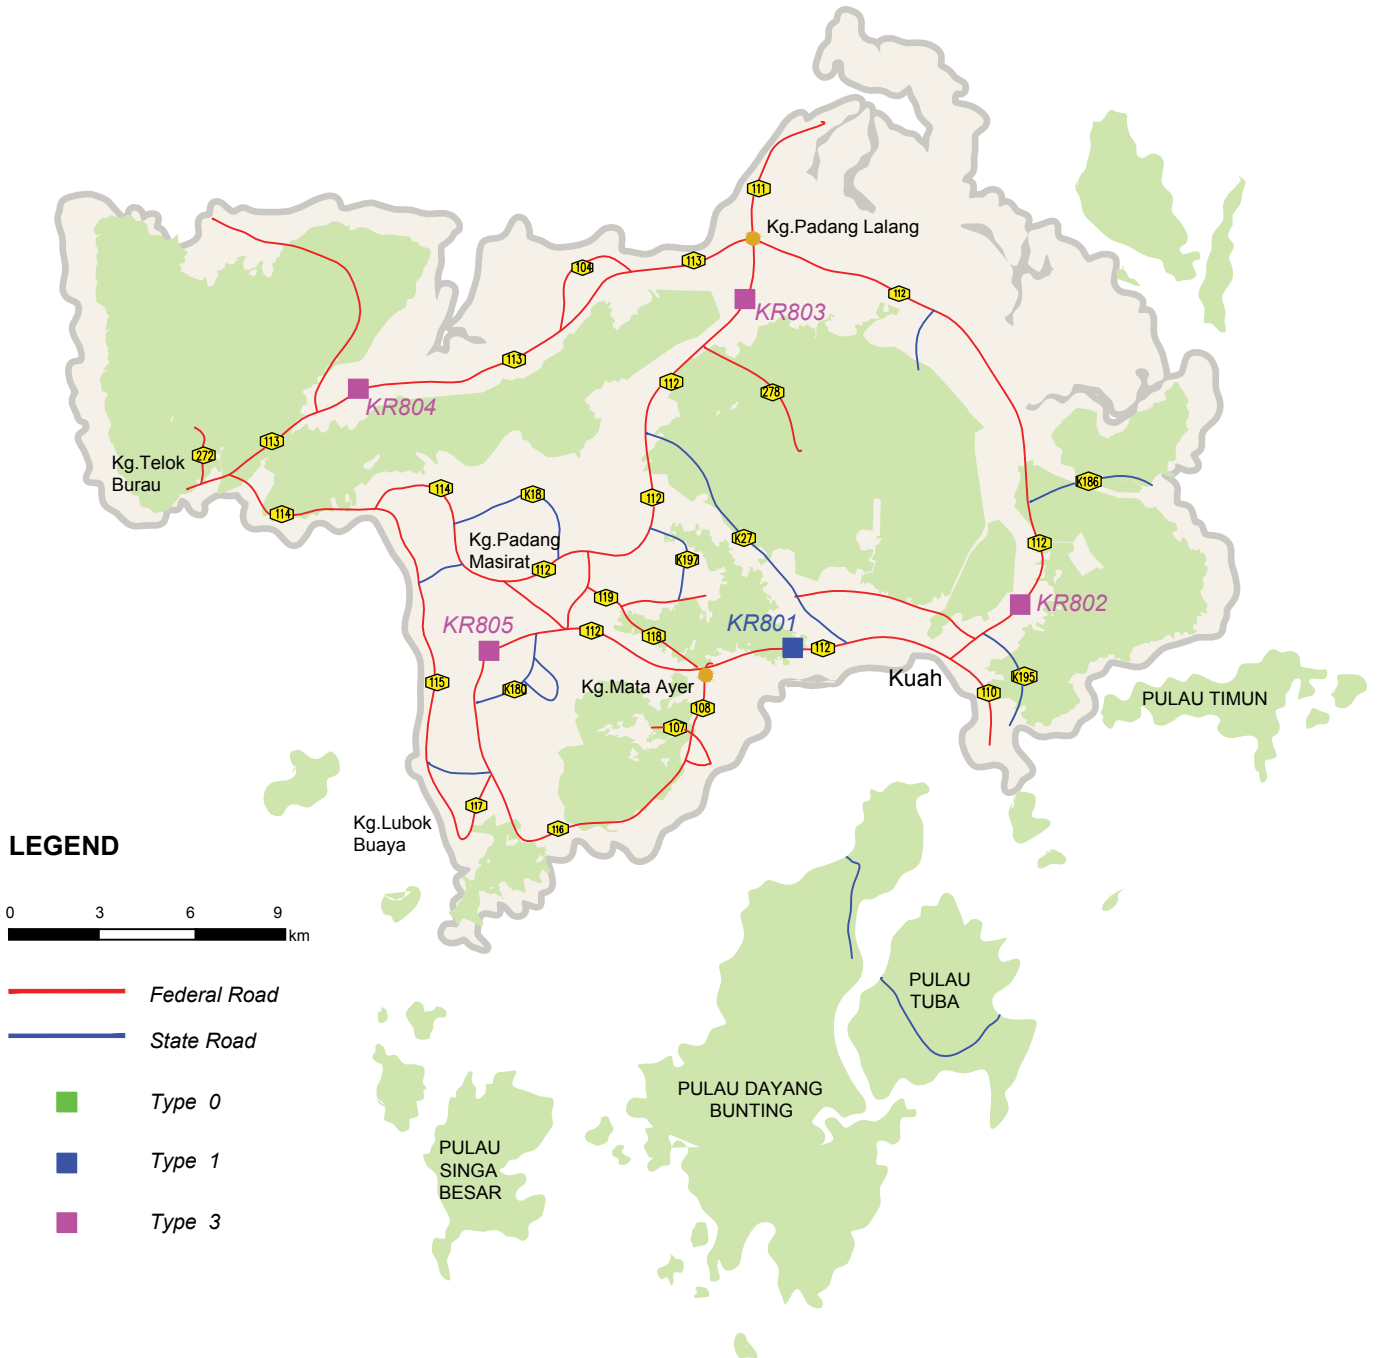 111
Kg.Padang Lalang
113
104
112
KR803
113
112
278
KR804
113
272
Kg.Telok
Burau
114
114
K18
112
K186
K27
Kg.Padang
Masirat
112
K197
112
119
KR802
KR805
112
118
KR801
112
Kuah
K195
115
K180
Kg.Mata Ayer
110
108
107
PULAU TIMUN
117
116
Kg.Lubok
Buaya
LEGEND
0 3 6 9
km
Federal Road
State Road
Type 0
Type 1
Type 3
PULAU
TUBA
PULAU DAYANG
BUNTING
PULAU
SINGA
BESAR